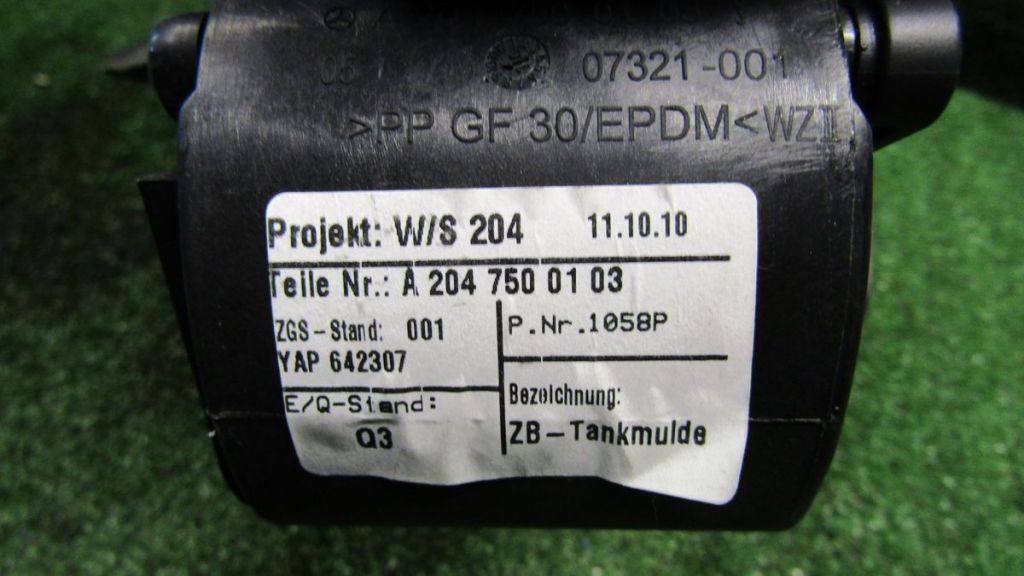 07321-001
>PP GF 30/EPDM<WZII
Projekt: W/S 204 11.10.10
Teile Nr.: A 204 750 01 03
ZGS-Stand: 001
YAP 642307
P.Nr.1058P
E/Q-Stand:
Q3
Bezeichnung:
ZB-Tankmulde